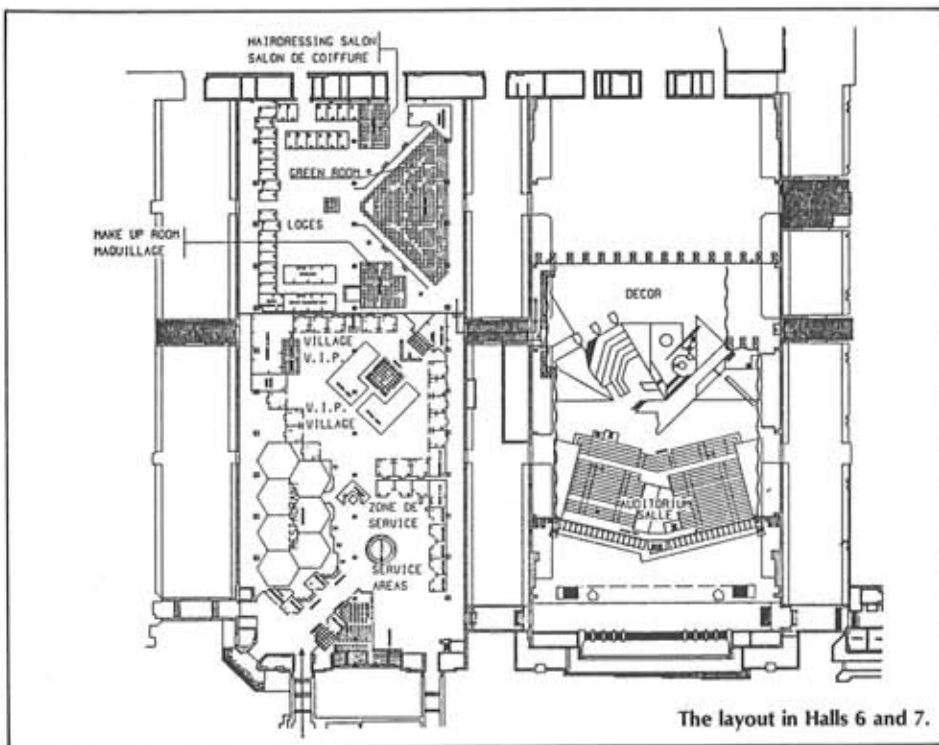 HAIRDRESSING SALON
SALON DE COIFFURE
GREEN ROOM
LOGES
MAKE UP ROOM
MAQUILLAGE
DECOR
VILLAGE
V.I.P.
V.I.P.
VILLAGE
RESTAURANT
ZONE DE
SERVICE
SERVICE
AREAS
AUDITORIUM
SALLE
The layout in Halls 6 and 7.